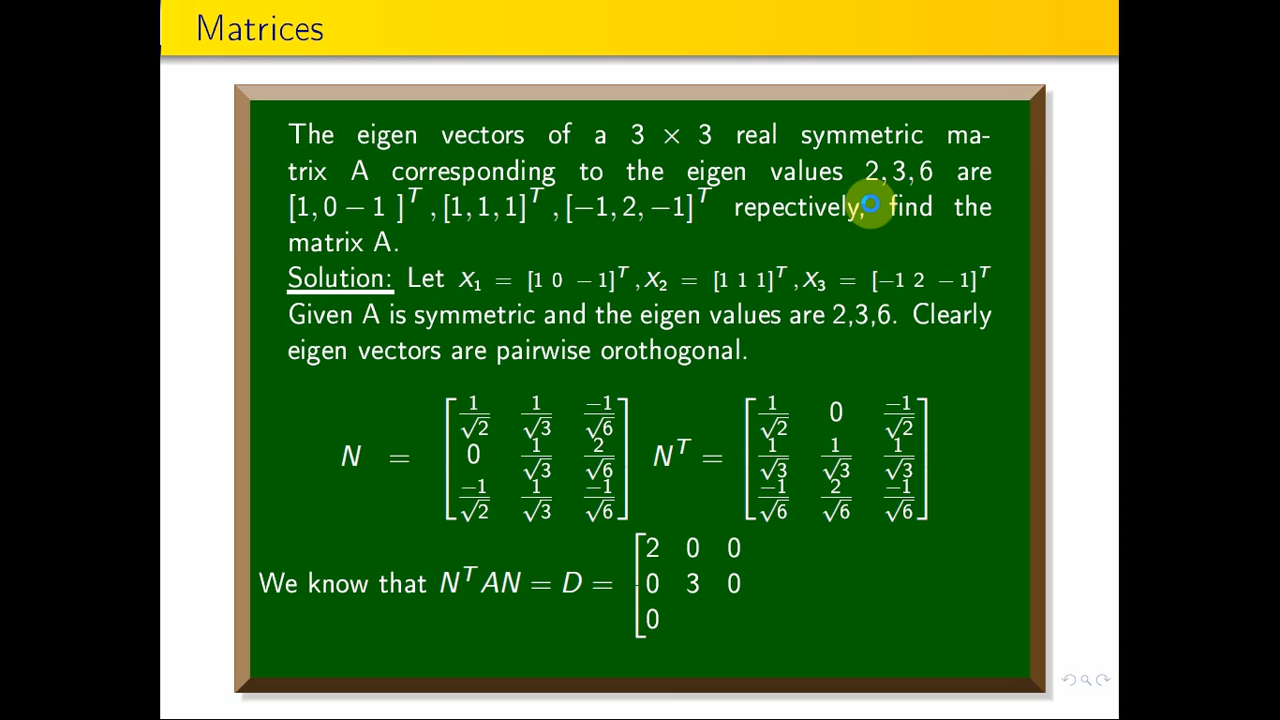 Matrices
The eigen vectors of a 3 × 3 real symmetric ma-
trix A corresponding to the eigen values 2, 3, 6 are
[1, 0 − 1 ]^T, [1, 1, 1]^T, [−1, 2, −1]^T repectively, find the
matrix A.
Solution: Let X₁ = [1 0 − 1]^T, X₂ = [1 1 1]^T, X₃ = [−1 2 − 1]^T
Given A is symmetric and the eigen values are 2,3,6. Clearly
eigen vectors are pairwise orothogonal.
N = [1/√2 1/√3 −1/√6; 0 1/√3 2/√6; −1/√2 1/√3 −1/√6] N^T = [1/√2 0 −1/√2; 1/√3 1/√3 1/√3; −1/√6 2/√6 −1/√6]
We know that N^T AN = D = [2 0 0; 0 3 0; 0